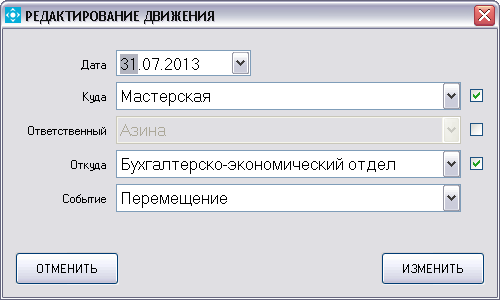 РЕДАКТИРОВАНИЕ ДВИЖЕНИЯ
Дата 31.07.2013
Куда Мастерская
Ответственный Азина
Откуда Бухгалтерско-экономический отдел
Событие Перемещение
ОТМЕНИТЬ ИЗМЕНИТЬ